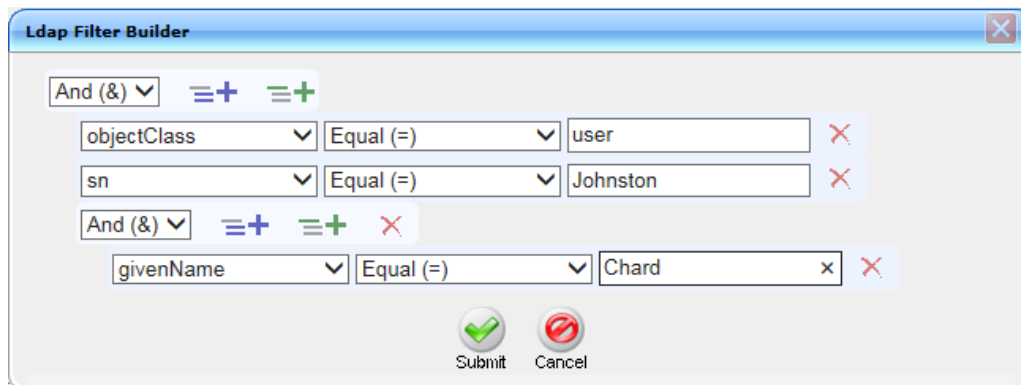 Ldap Filter Builder
And (&)
objectClass Equal (=) user
sn Equal (=) Johnston
And (&)
givenName Equal (=) Chard
Submit Cancel